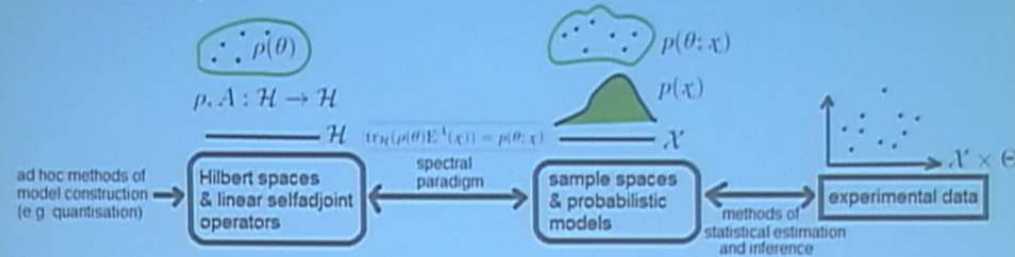 ρ(θ)
p(θ; χ)
ρ, A : H → H
p(χ)
H
tr_H(ρ(θ)E^A(χ)) = p(θ; χ)
X
X × Θ
ad hoc methods of
model construction
(e.g. quantisation)
Hilbert spaces
& linear selfadjoint
operators
spectral
paradigm
sample spaces
& probabilistic
models
methods of
statistical estimation
and inference
experimental data